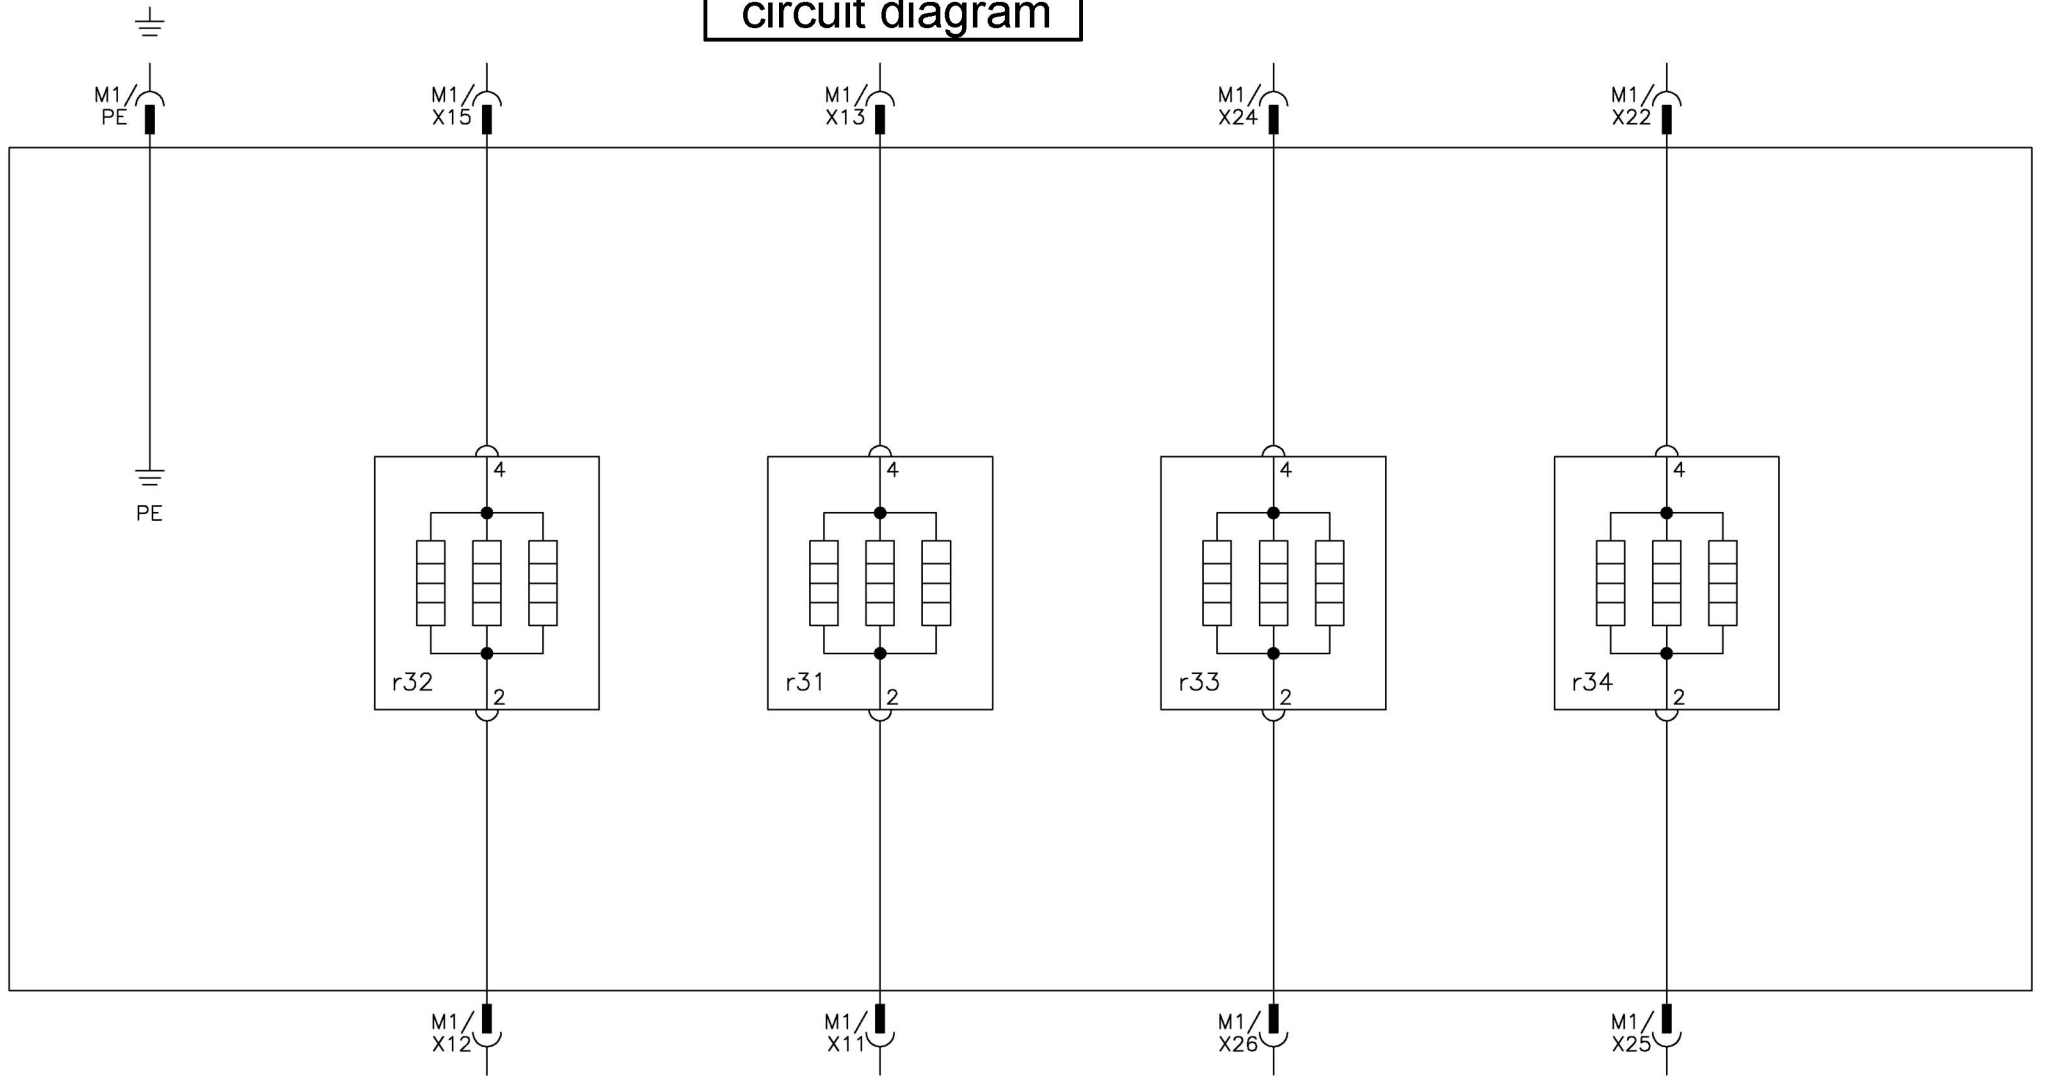 circuit diagram
M1/
PE
M1/
X15
M1/
X13
M1/
X24
M1/
X22
4
4
4
4
PE
r32
r31
r33
r34
2
2
2
2
M1/
X12
M1/
X11
M1/
X26
M1/
X25